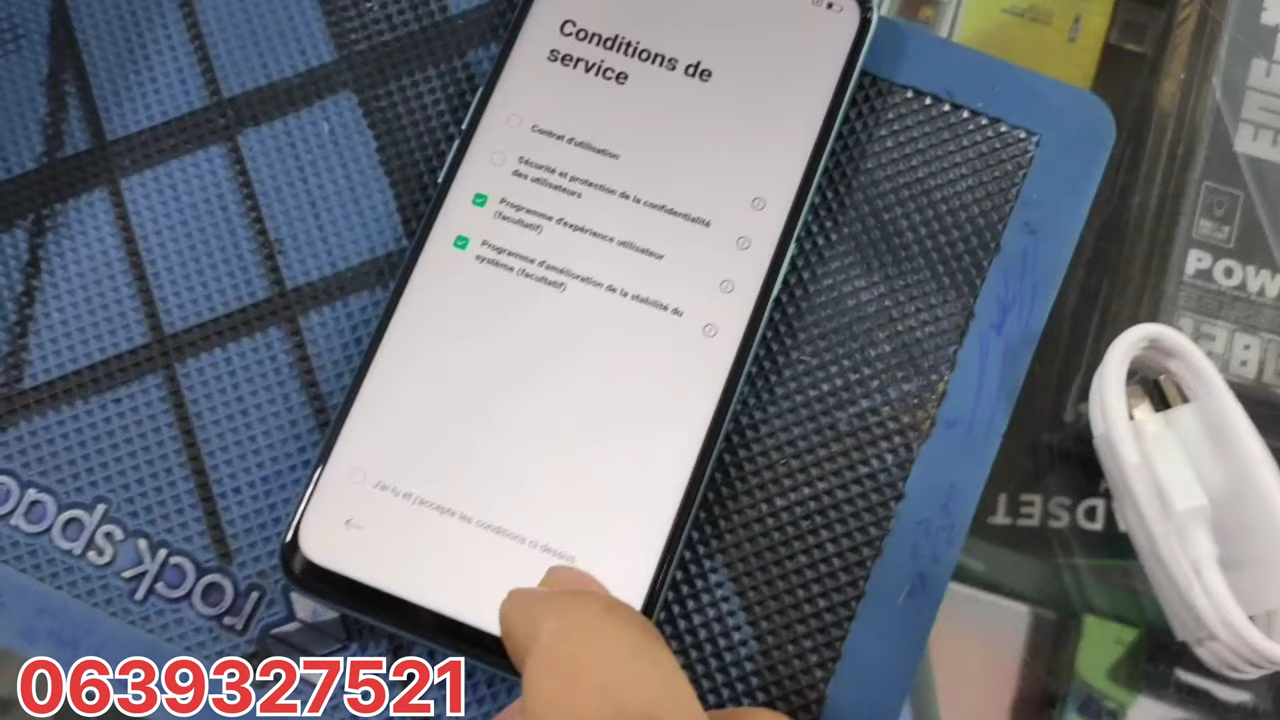 Conditions de
service
Contrat d'utilisation
Sécurité et protection de la confidentialité
des utilisateurs
Programme d'expérience utilisateur
(facultatif)
Programme d'amélioration de la stabilité du
système (facultatif)
J'ai lu et j'accepte les conditions ci dessus
rock space
POW
0639327521